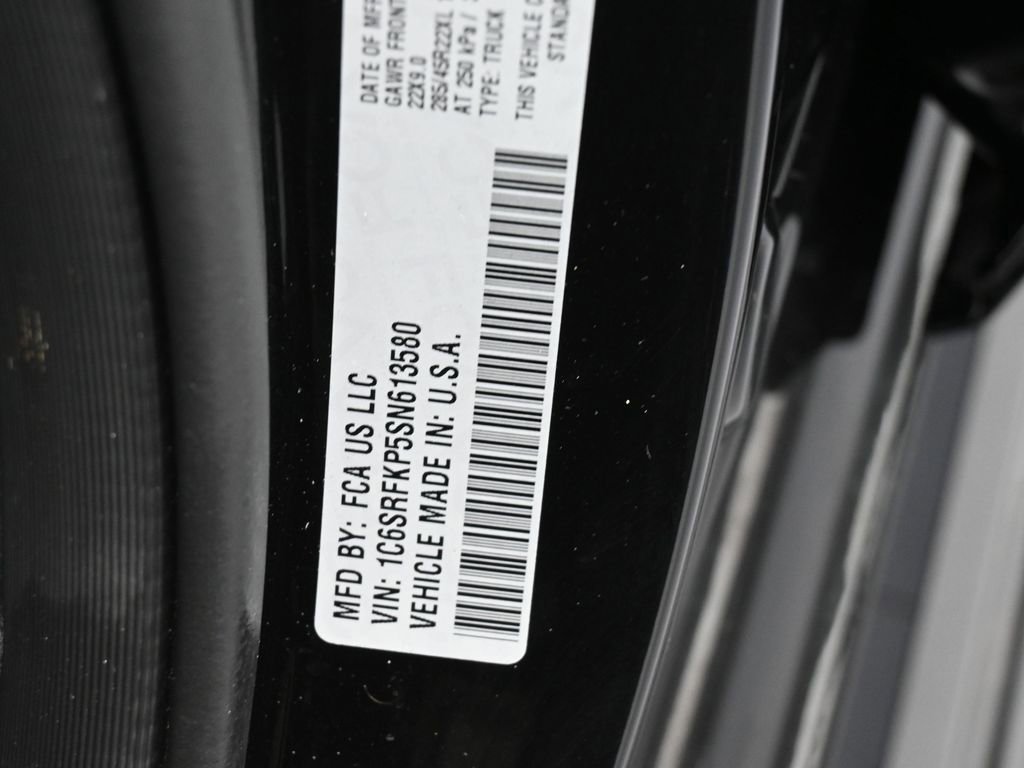 MFD BY: FCA US LLC
VIN: 1C6SRFKP5SN613580
VEHICLE MADE IN: U.S.A.
DATE OF MFR
GAWR FRONT
22X9.0
285/45R22XL
AT 250 kPa /
TYPE: TRUCK
THIS VEHICLE
STANDA